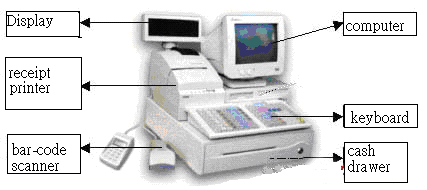 Display
computer
receipt
printer
keyboard
bar-code
scanner
cash
drawer